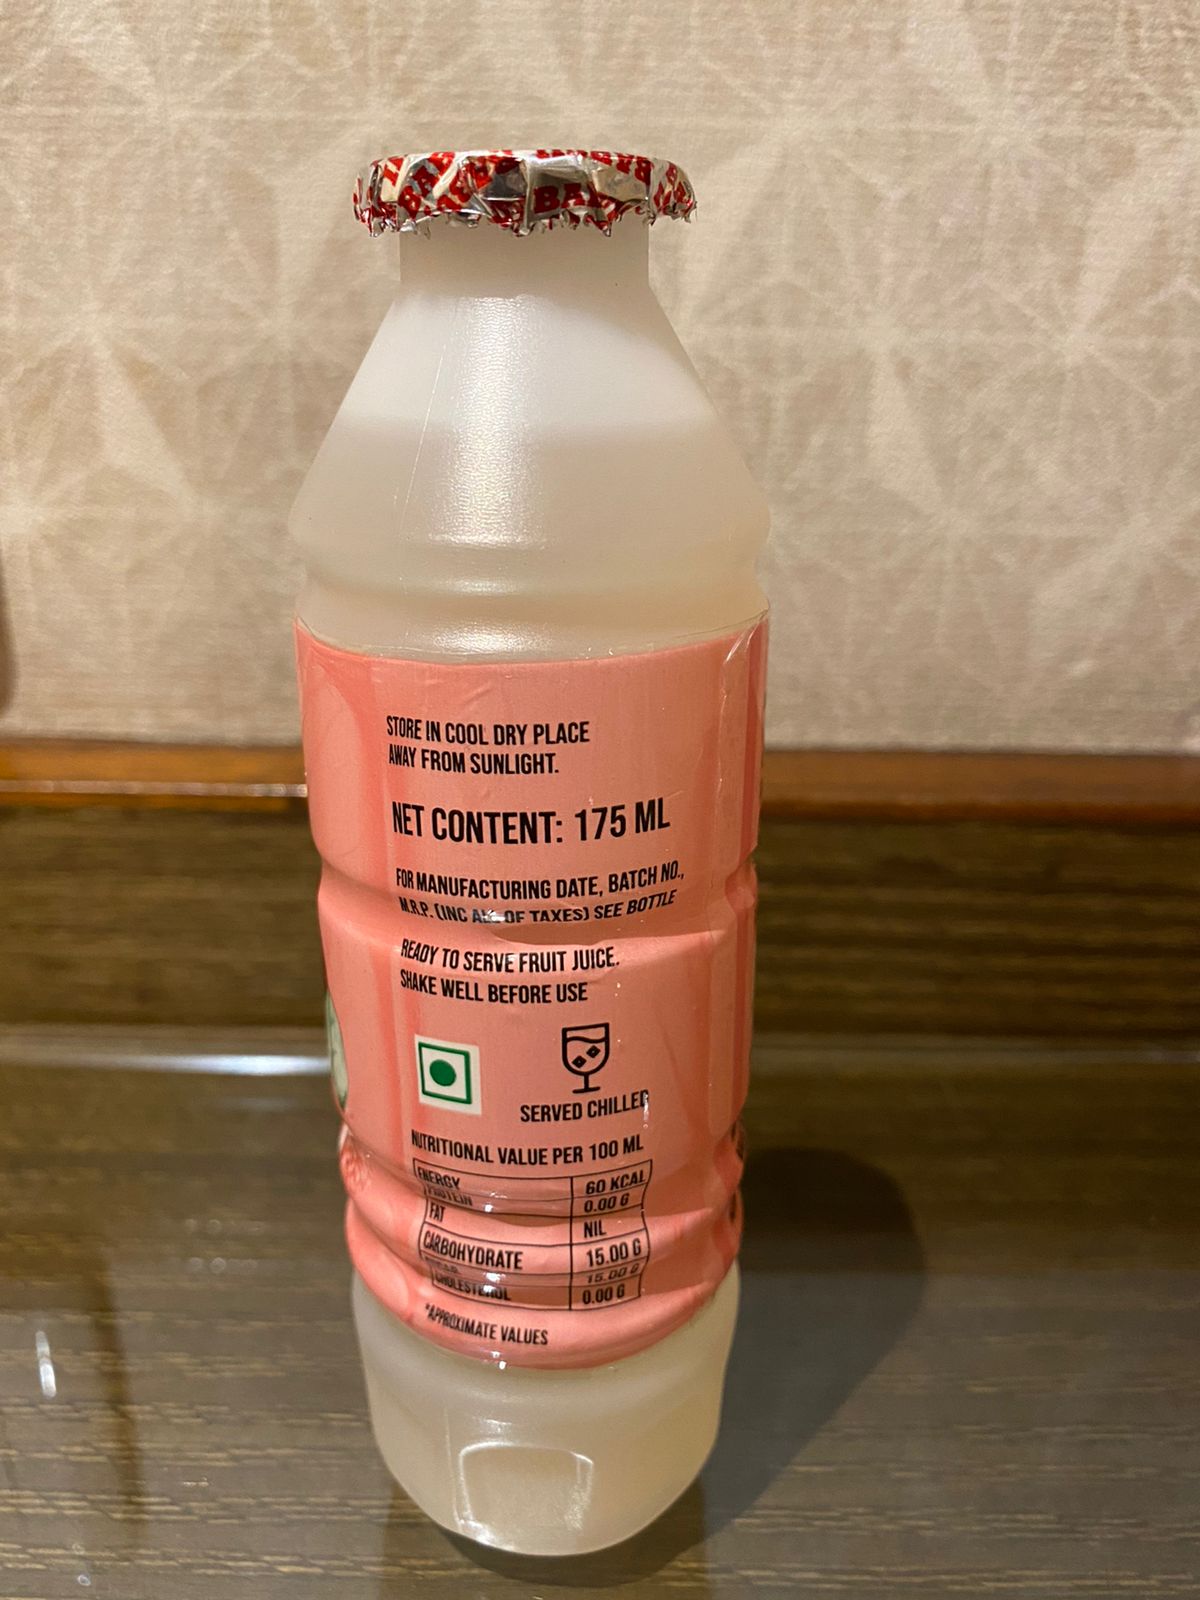 BAR
STORE IN COOL DRY PLACE
AWAY FROM SUNLIGHT.
NET CONTENT: 175 ML
FOR MANUFACTURING DATE, BATCH NO.,
M.R.P. (INC ALL OF TAXES) SEE BOTTLE
READY TO SERVE FRUIT JUICE.
SHAKE WELL BEFORE USE
SERVED CHILLED
NUTRITIONAL VALUE PER 100 ML
ENERGY 60 KCAL
PROTEIN 0.00 G
FAT NIL
CARBOHYDRATE 15.00 G
SUGAR 15.00 G
CHOLESTEROL 0.00 G
*APPROXIMATE VALUES